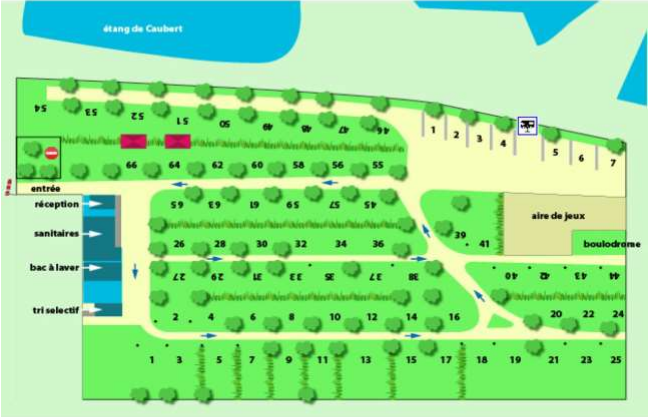 étang de Caubert
54 53 52 51 50 49 48 47 46
1 2 3 4 5 6 7
66 64 62 60 58 56 55
entrée
réception
65 63 61 59 57 45
aire de jeux
sanitaires
26 28 30 32 34 36 39 41
boulodrome
bac à laver
27 29 31 33 35 37 38 40 42 43 44
tri selectif
2 4 6 8 10 12 14 16 20 22 24
1 3 5 7 9 11 13 15 17 18 19 21 23 25